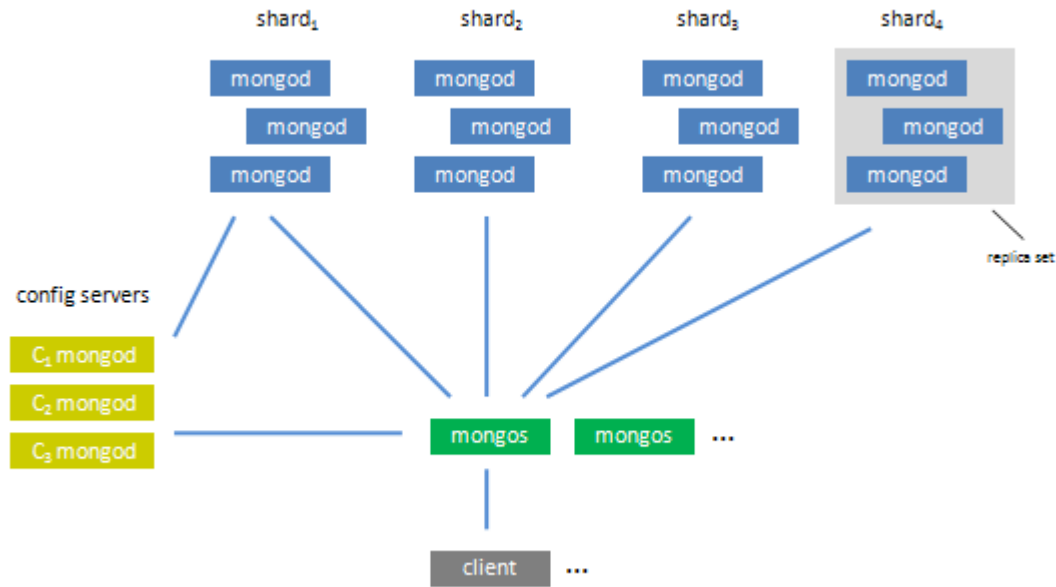 shard₁ shard₂ shard₃ shard₄
mongod mongod mongod mongod
mongod mongod mongod mongod
mongod mongod mongod mongod
replica set
config servers
C₁ mongod
C₂ mongod
C₃ mongod
mongos mongos ...
client ...